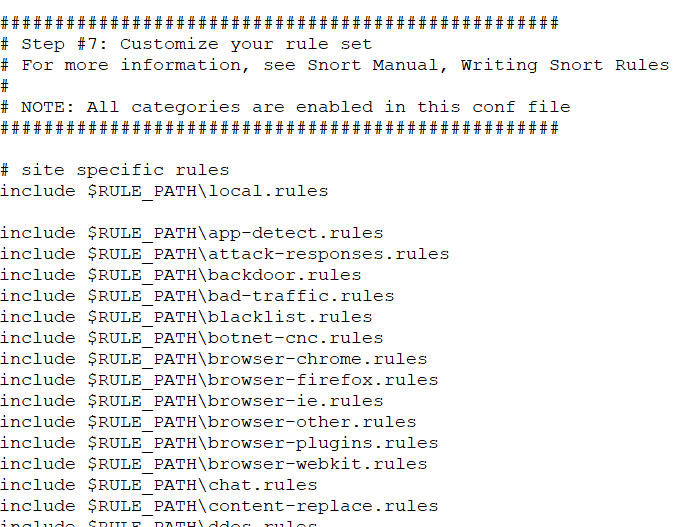 ###################################################
# Step #7: Customize your rule set
# For more information, see Snort Manual, Writing Snort Rules
#
# NOTE: All categories are enabled in this conf file
###################################################
# site specific rules
include $RULE_PATH\local.rules
include $RULE_PATH\app-detect.rules
include $RULE_PATH\attack-responses.rules
include $RULE_PATH\backdoor.rules
include $RULE_PATH\bad-traffic.rules
include $RULE_PATH\blacklist.rules
include $RULE_PATH\botnet-cnc.rules
include $RULE_PATH\browser-chrome.rules
include $RULE_PATH\browser-firefox.rules
include $RULE_PATH\browser-ie.rules
include $RULE_PATH\browser-other.rules
include $RULE_PATH\browser-plugins.rules
include $RULE_PATH\browser-webkit.rules
include $RULE_PATH\chat.rules
include $RULE_PATH\content-replace.rules
include $RULE_PATH\ddos.rules